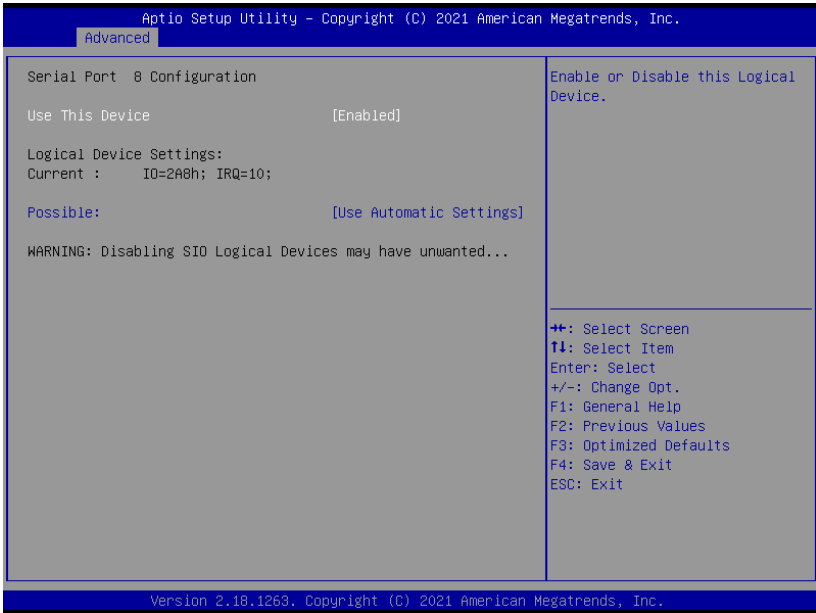 Aptio Setup Utility – Copyright (C) 2021 American Megatrends, Inc.
Advanced
Serial Port  8 Configuration
Use This Device [Enabled]
Logical Device Settings:
Current :     IO=2A8h; IRQ=10;
Possible: [Use Automatic Settings]
WARNING: Disabling SIO Logical Devices may have unwanted...
Enable or Disable this Logical
Device.
→←: Select Screen
↑↓: Select Item
Enter: Select
+/-: Change Opt.
F1: General Help
F2: Previous Values
F3: Optimized Defaults
F4: Save & Exit
ESC: Exit
Version 2.18.1263. Copyright (C) 2021 American Megatrends, Inc.